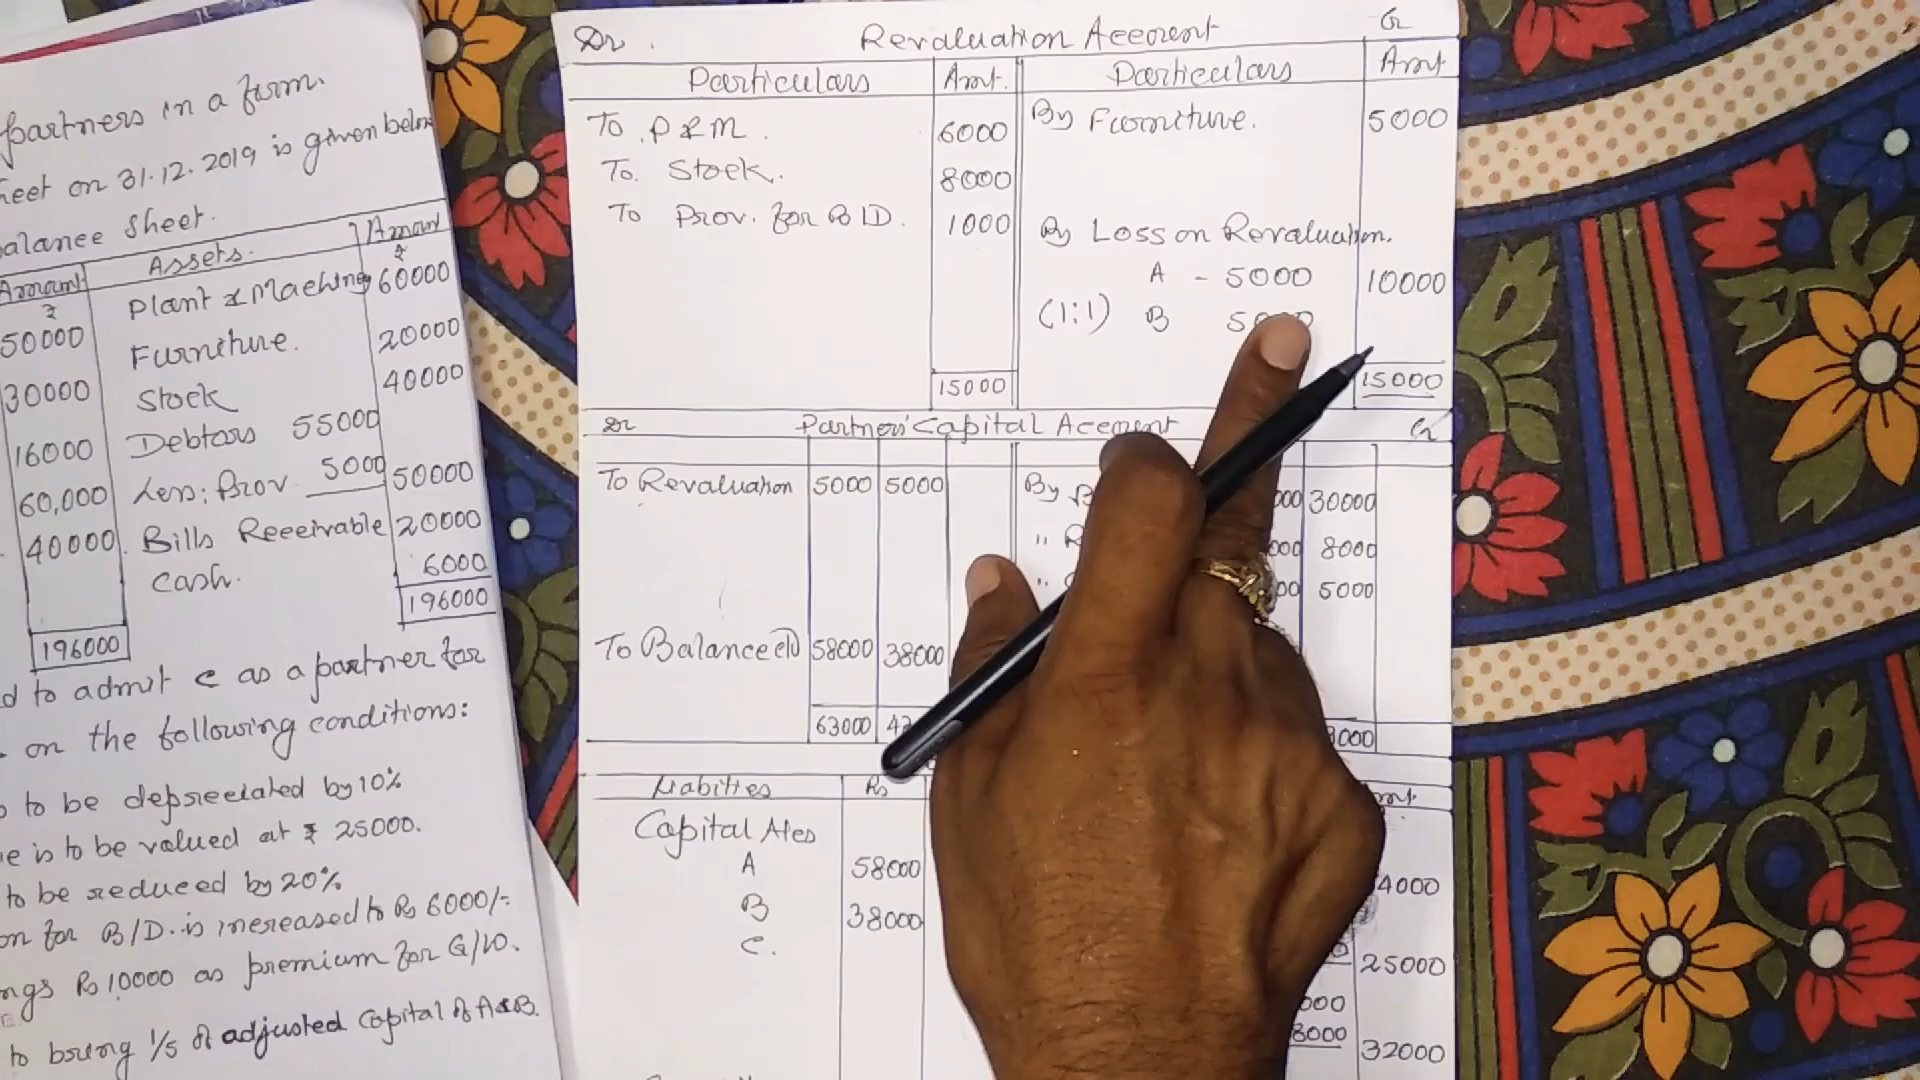 partners in a farm.
on 31.12.2019 is given below
Balance Sheet.
Amount Assets. Amount
₹ ₹
50000 Plant & Machinery 60000
30000 Furniture. 20000
16000 Stock 40000
60,000 Debtors 55000
40000 Less; Prov. 5000 50000
Bills Receivable 20000
Cash. 6000
196000 196000
to admit C as a partner for
on the following conditions:
to be depreciated by 10%
is to be valued at ₹ 25000.
to be reduced by 20%
for B/D. is increased to Rs 6000/=
Rs 10000 as premium for G/W.
to bring 1/5 of adjusted Capital of A & B.
Dr. Revaluation Account Cr
Particulars Amt. Particulars Amt
To P & M. 6000 By Furniture. 5000
To. Stock. 8000
To Prov. for B/D. 1000 By Loss on Revaluation.
A - 5000 10000
(1:1) B
15000 15000
Dr Partners' Capital Account Cr
To Revaluation 5000 5000 By 30000
" 8000
" 5000
To Balance c/d 58000 38000
63000
Liabilities Rs
Capital A/cs
A 58000
B 38000 25000
C.
32000